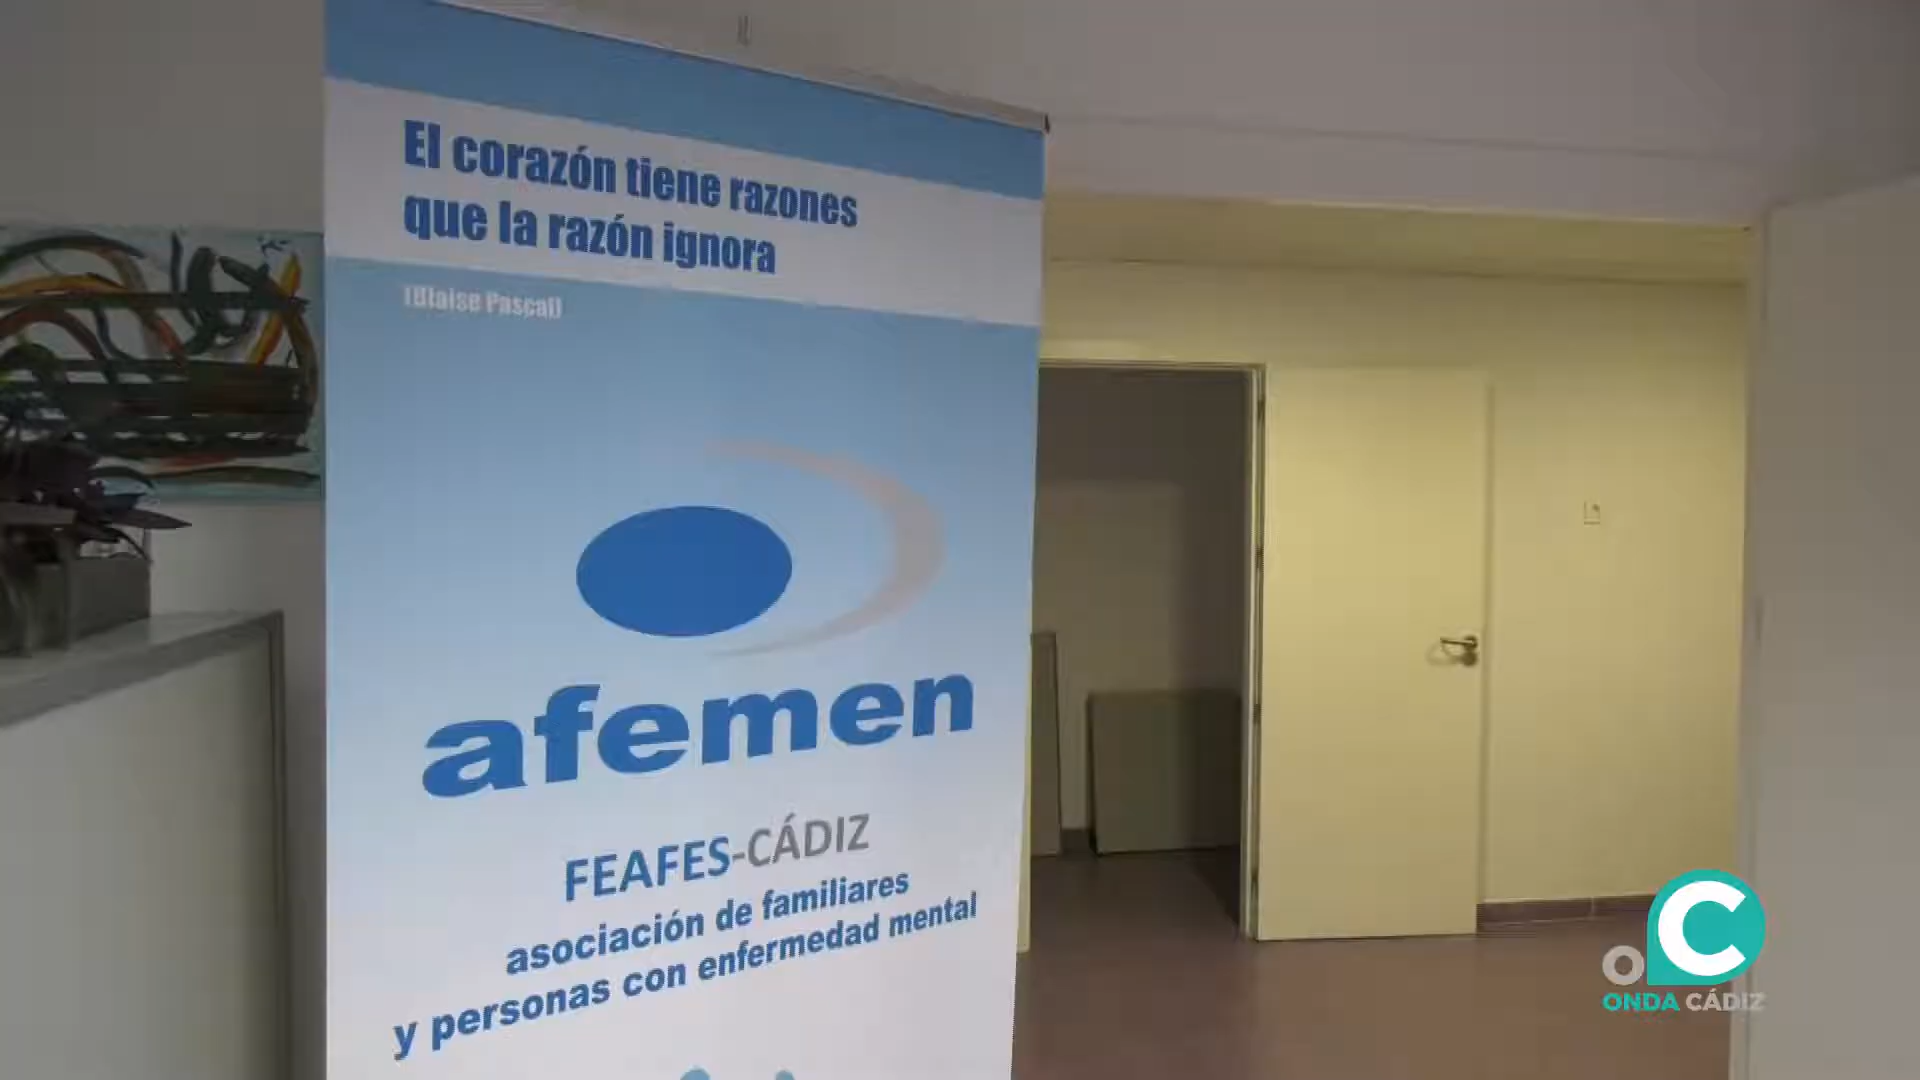 El corazón tiene razones
que la razón ignora
(Blaise Pascal)
afemen
FEAFES-CÁDIZ
asociación de familiares
y personas con enfermedad mental
OC
ONDA CÁDIZ